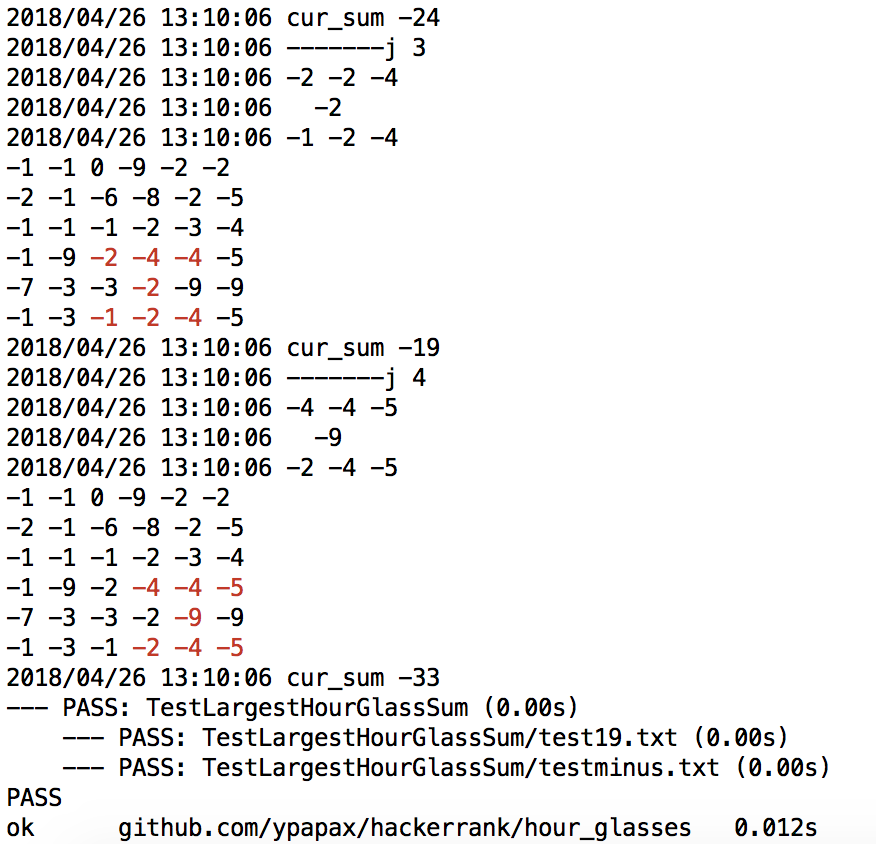 2018/04/26 13:10:06 cur_sum -24
2018/04/26 13:10:06 -------j 3
2018/04/26 13:10:06 -2 -2 -4
2018/04/26 13:10:06   -2
2018/04/26 13:10:06 -1 -2 -4
-1 -1 0 -9 -2 -2
-2 -1 -6 -8 -2 -5
-1 -1 -1 -2 -3 -4
-1 -9 -2 -4 -4 -5
-7 -3 -3 -2 -9 -9
-1 -3 -1 -2 -4 -5
2018/04/26 13:10:06 cur_sum -19
2018/04/26 13:10:06 -------j 4
2018/04/26 13:10:06 -4 -4 -5
2018/04/26 13:10:06   -9
2018/04/26 13:10:06 -2 -4 -5
-1 -1 0 -9 -2 -2
-2 -1 -6 -8 -2 -5
-1 -1 -1 -2 -3 -4
-1 -9 -2 -4 -4 -5
-7 -3 -3 -2 -9 -9
-1 -3 -1 -2 -4 -5
2018/04/26 13:10:06 cur_sum -33
--- PASS: TestLargestHourGlassSum (0.00s)
    --- PASS: TestLargestHourGlassSum/test19.txt (0.00s)
    --- PASS: TestLargestHourGlassSum/testminus.txt (0.00s)
PASS
ok      github.com/ypapax/hackerrank/hour_glasses   0.012s